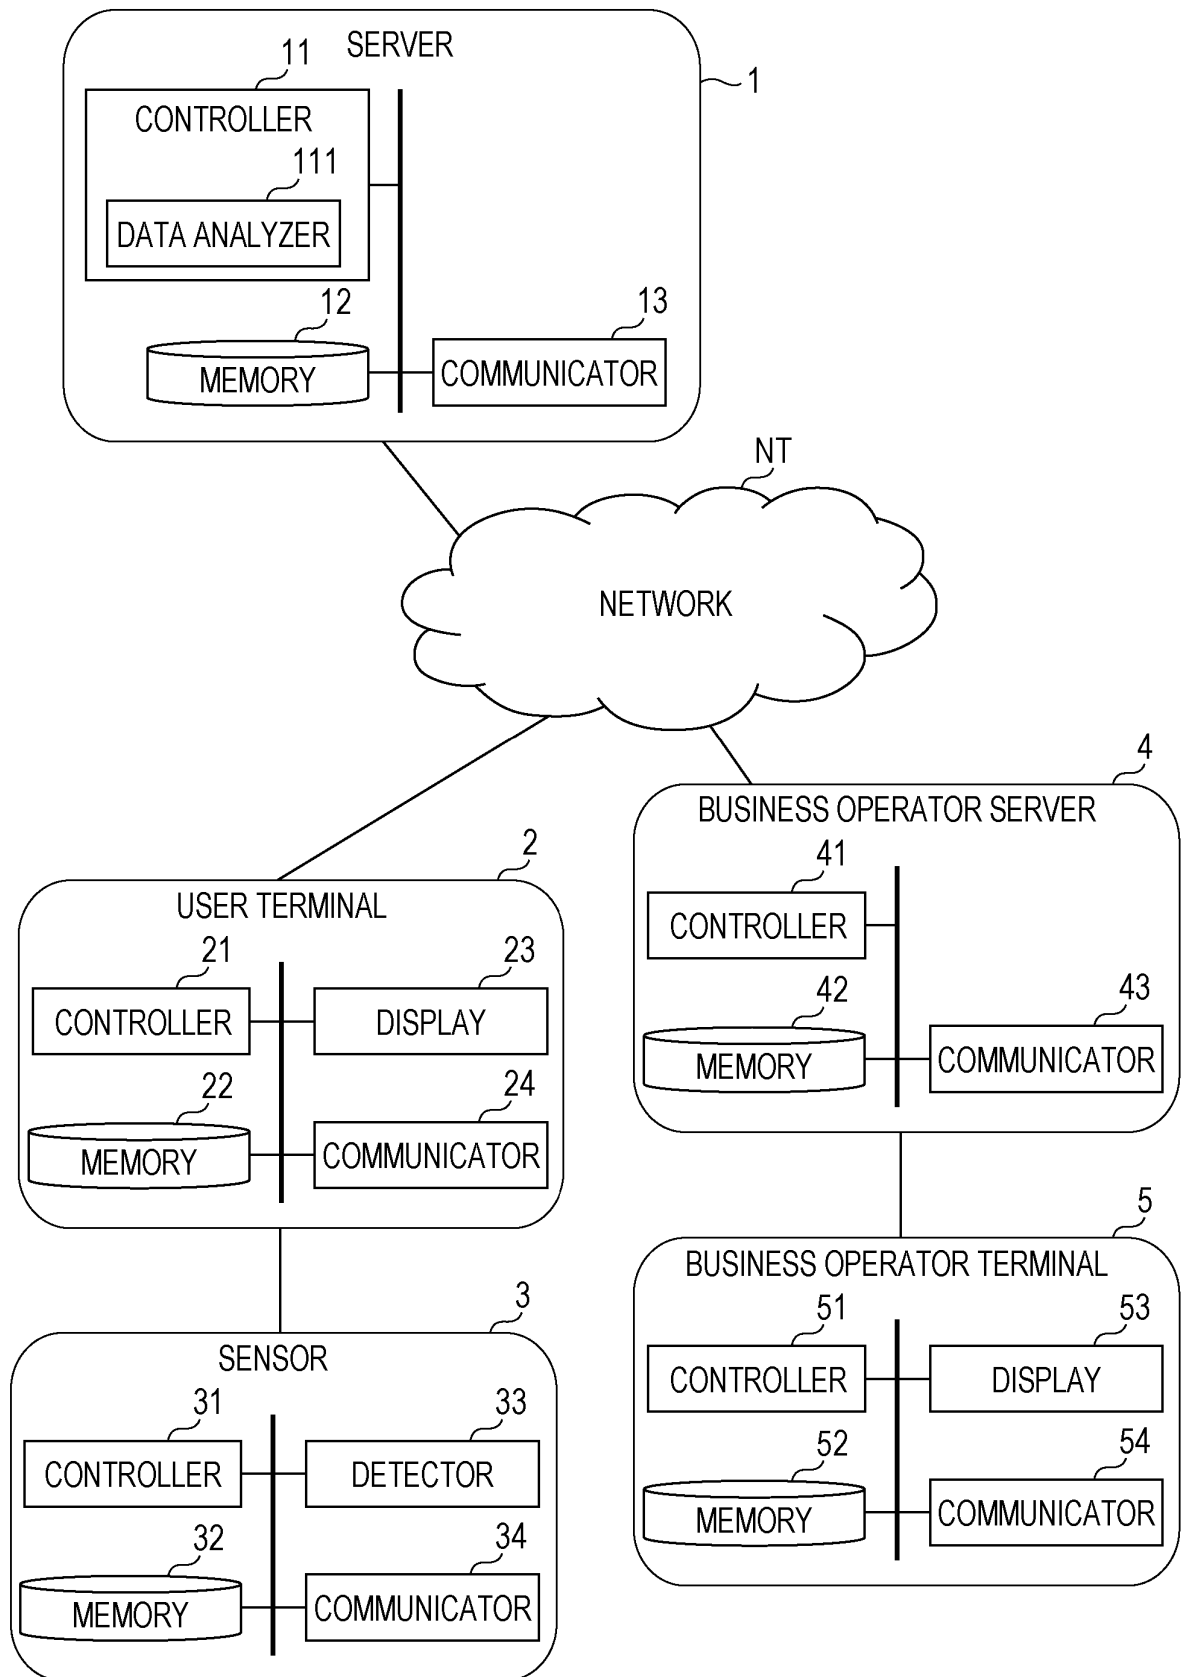 SERVER
1
11
CONTROLLER
111
DATA ANALYZER
12
MEMORY
13
COMMUNICATOR
NT
NETWORK
2
USER TERMINAL
21
CONTROLLER
23
DISPLAY
22
MEMORY
24
COMMUNICATOR
3
SENSOR
31
CONTROLLER
33
DETECTOR
32
MEMORY
34
COMMUNICATOR
4
BUSINESS OPERATOR SERVER
41
CONTROLLER
42
MEMORY
43
COMMUNICATOR
5
BUSINESS OPERATOR TERMINAL
51
CONTROLLER
53
DISPLAY
52
MEMORY
54
COMMUNICATOR